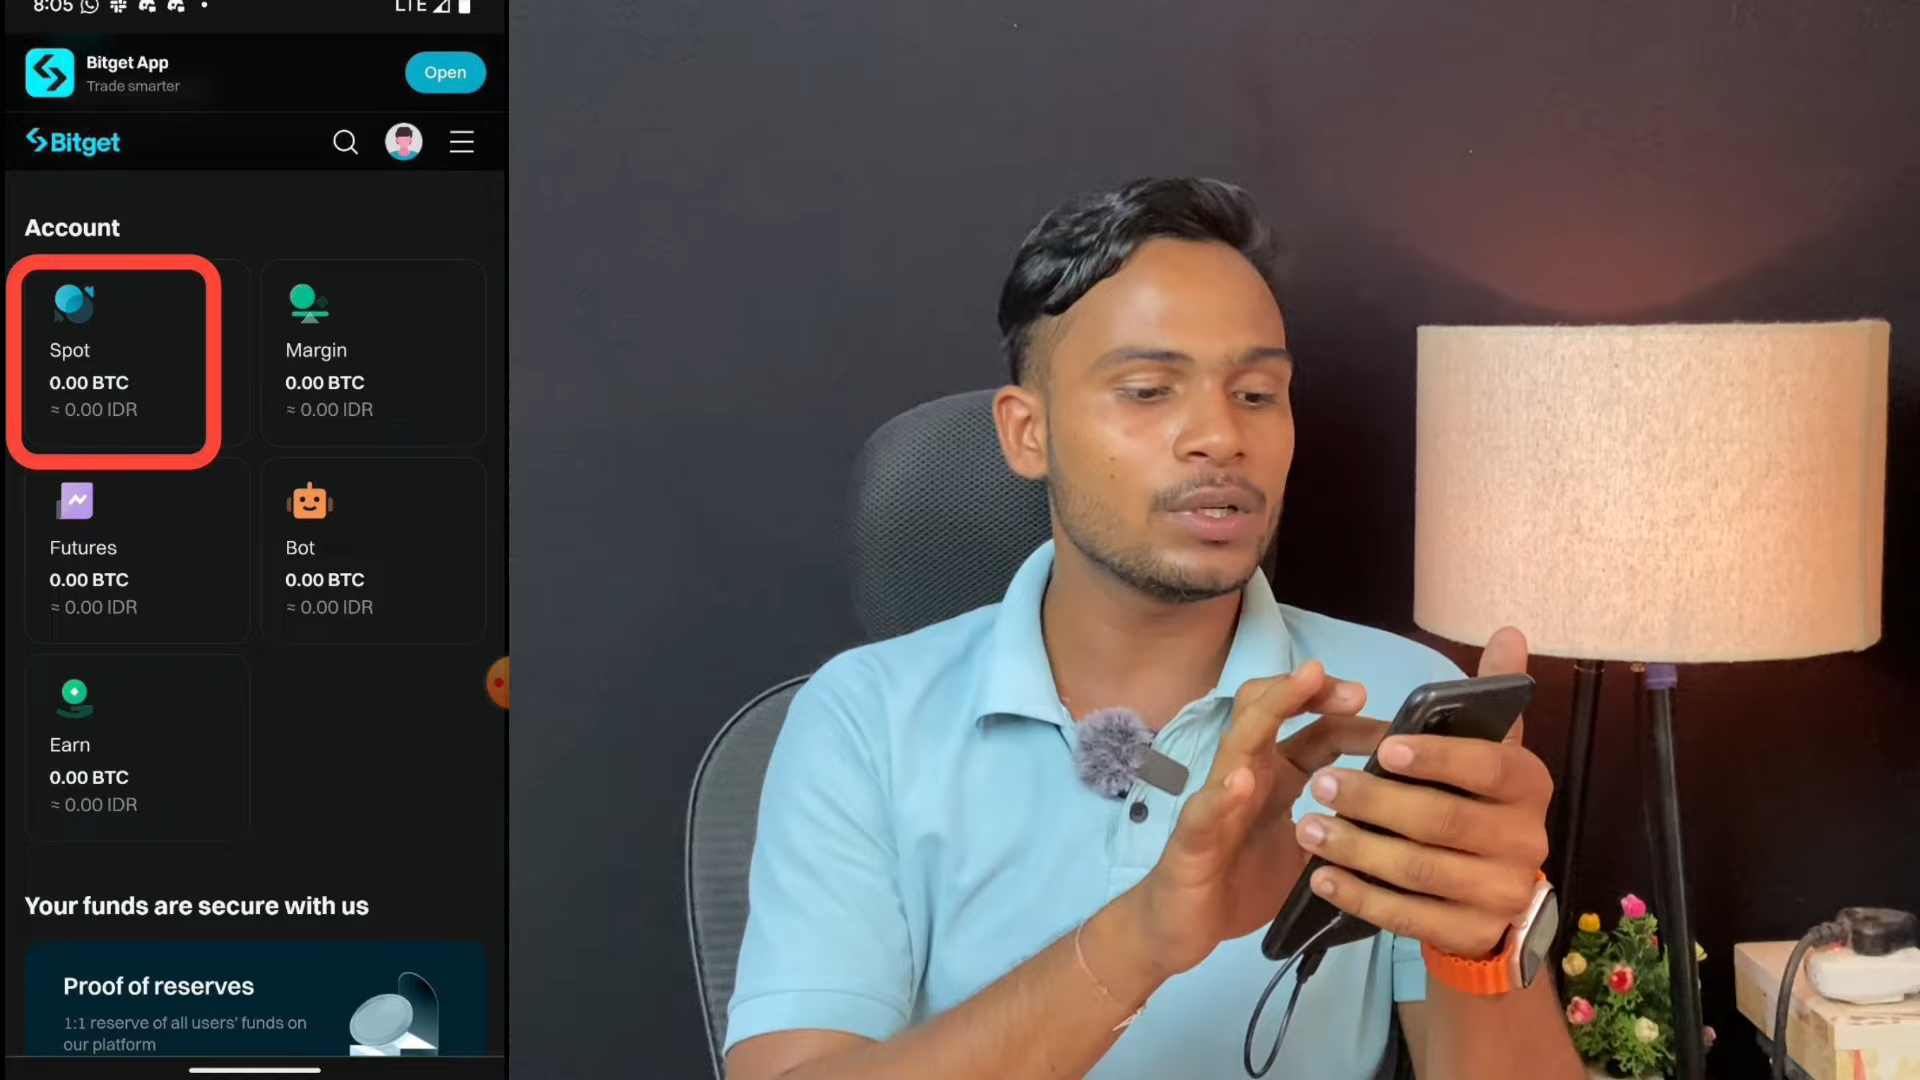 8:05
LTE
Bitget App
Trade smarter
Open
Bitget
Account
Spot
0.00 BTC
≈ 0.00 IDR
Margin
0.00 BTC
≈ 0.00 IDR
Futures
0.00 BTC
≈ 0.00 IDR
Bot
0.00 BTC
≈ 0.00 IDR
Earn
0.00 BTC
≈ 0.00 IDR
Your funds are secure with us
Proof of reserves
1:1 reserve of all users' funds on
our platform